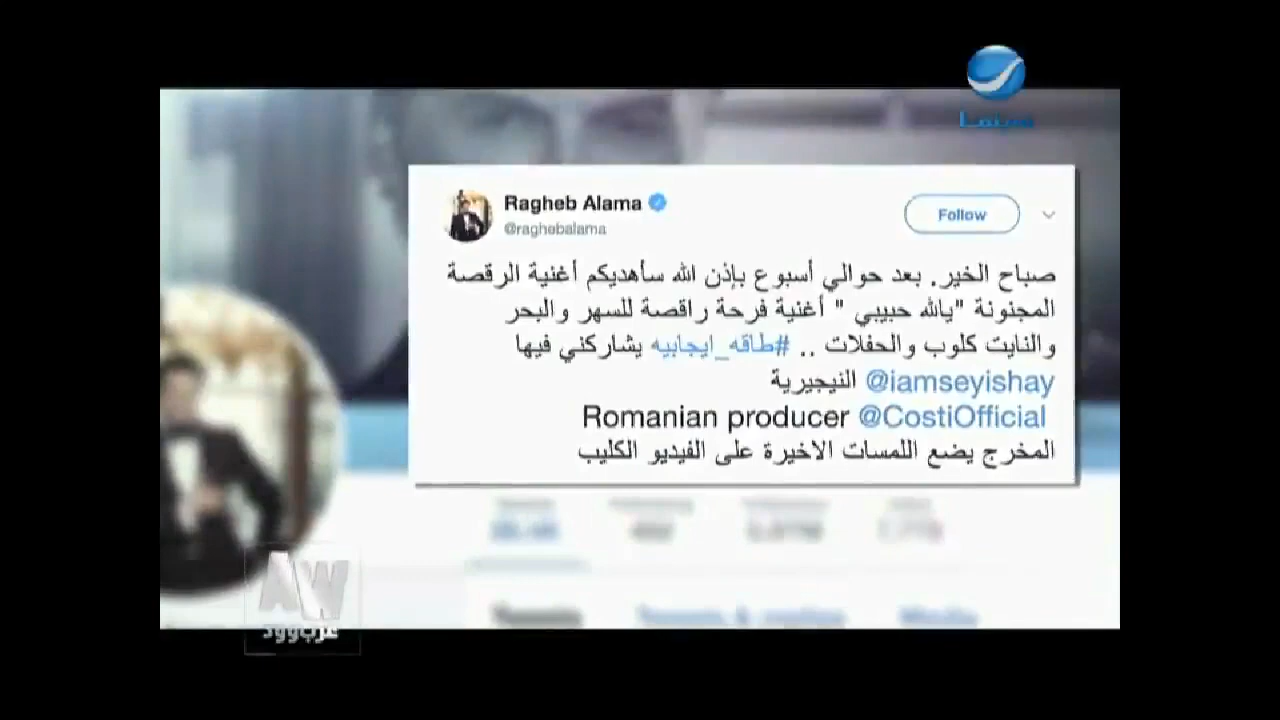 سينما
Ragheb Alama
@raghebalama
Follow
صباح الخير. بعد حوالي أسبوع بإذن الله سأهديكم أغنية الرقصة
المجنونة "يالله حبيبي " أغنية فرحة راقصة للسهر والبحر
والنايت كلوب والحفلات .. #طاقه_ايجابيه يشاركني فيها
@iamseyishay النيجيرية
Romanian producer @CostiOfficial
المخرج يضع اللمسات الاخيرة على الفيديو الكليب
AW
عرب وود